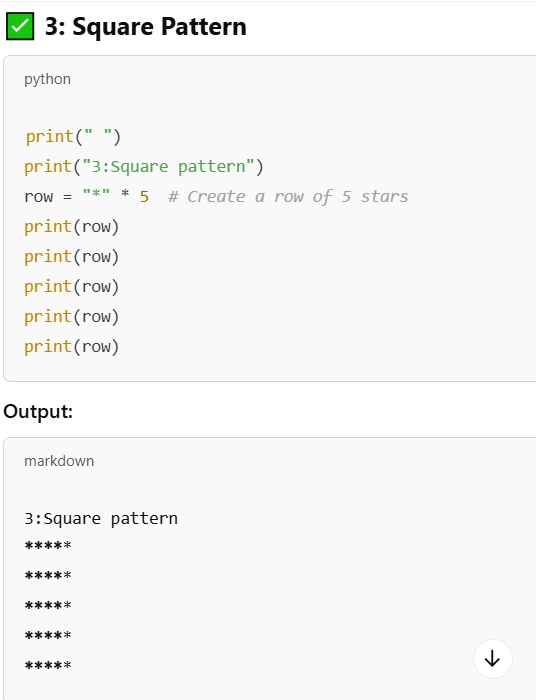 ✅ 3: Square Pattern
python
print(" ")
print("3:Square pattern")
row = "*" * 5  # Create a row of 5 stars
print(row)
print(row)
print(row)
print(row)
print(row)
Output:
markdown
3:Square pattern
*****
*****
*****
*****
*****